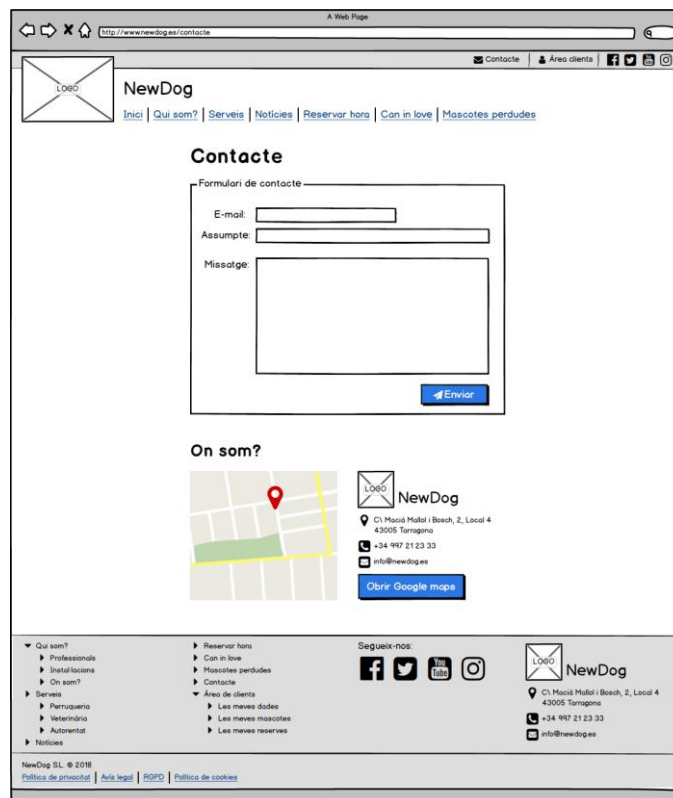 A Web Page
http://www.newdog.es/contacte
Contacte | Àrea clients
LOGO
NewDog
Inici | Qui som? | Serveis | Notícies | Reservar hora | Can in love | Mascotes perdudes
Contacte
Formulari de contacte
E-mail:
Assumpte:
Missatge:
Enviar
On som?
LOGO
NewDog
C\ Macià Mallol i Bosch, 2, Local 4
43005 Tarragona
+34 997 21 23 33
info@newdog.es
Obrir Google maps
Qui som?
Professionals
Instal·lacions
On som?
Serveis
Perruqueria
Veterinària
Autorentat
Notícies
Reservar hora
Can in love
Mascotes perdudes
Contacte
Àrea de clients
Les meves dades
Les meves mascotes
Les meves reserves
Segueix-nos:
You Tube
LOGO
NewDog
C\ Macià Mallol i Bosch, 2, Local 4
43005 Tarragona
+34 997 21 23 33
info@newdog.es
NewDog S.L. © 2018
Política de privacitat | Avís legal | RGPD | Política de cookies